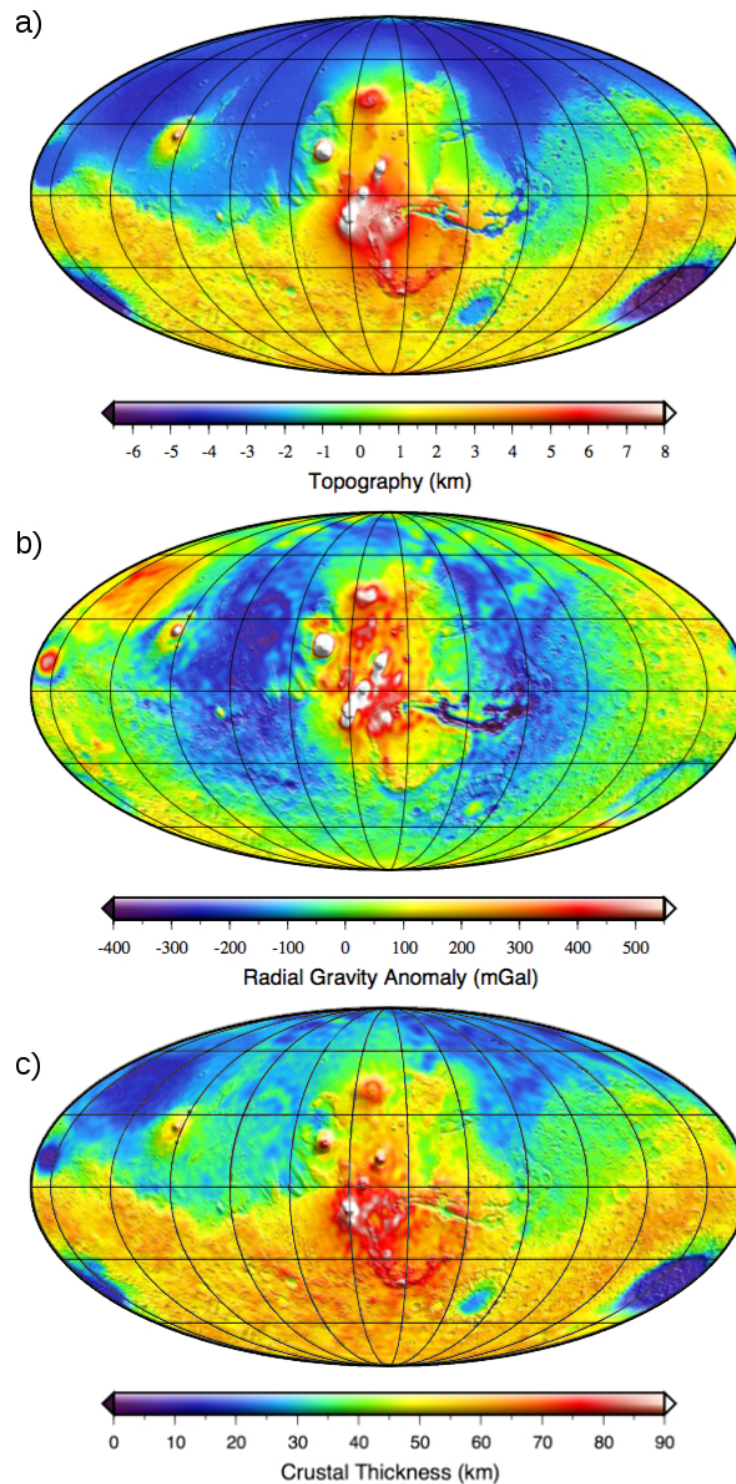 a)
-6 -5 -4 -3 -2 -1 0 1 2 3 4 5 6 7 8
Topography (km)
b)
-400 -300 -200 -100 0 100 200 300 400 500
Radial Gravity Anomaly (mGal)
c)
0 10 20 30 40 50 60 70 80 90
Crustal Thickness (km)